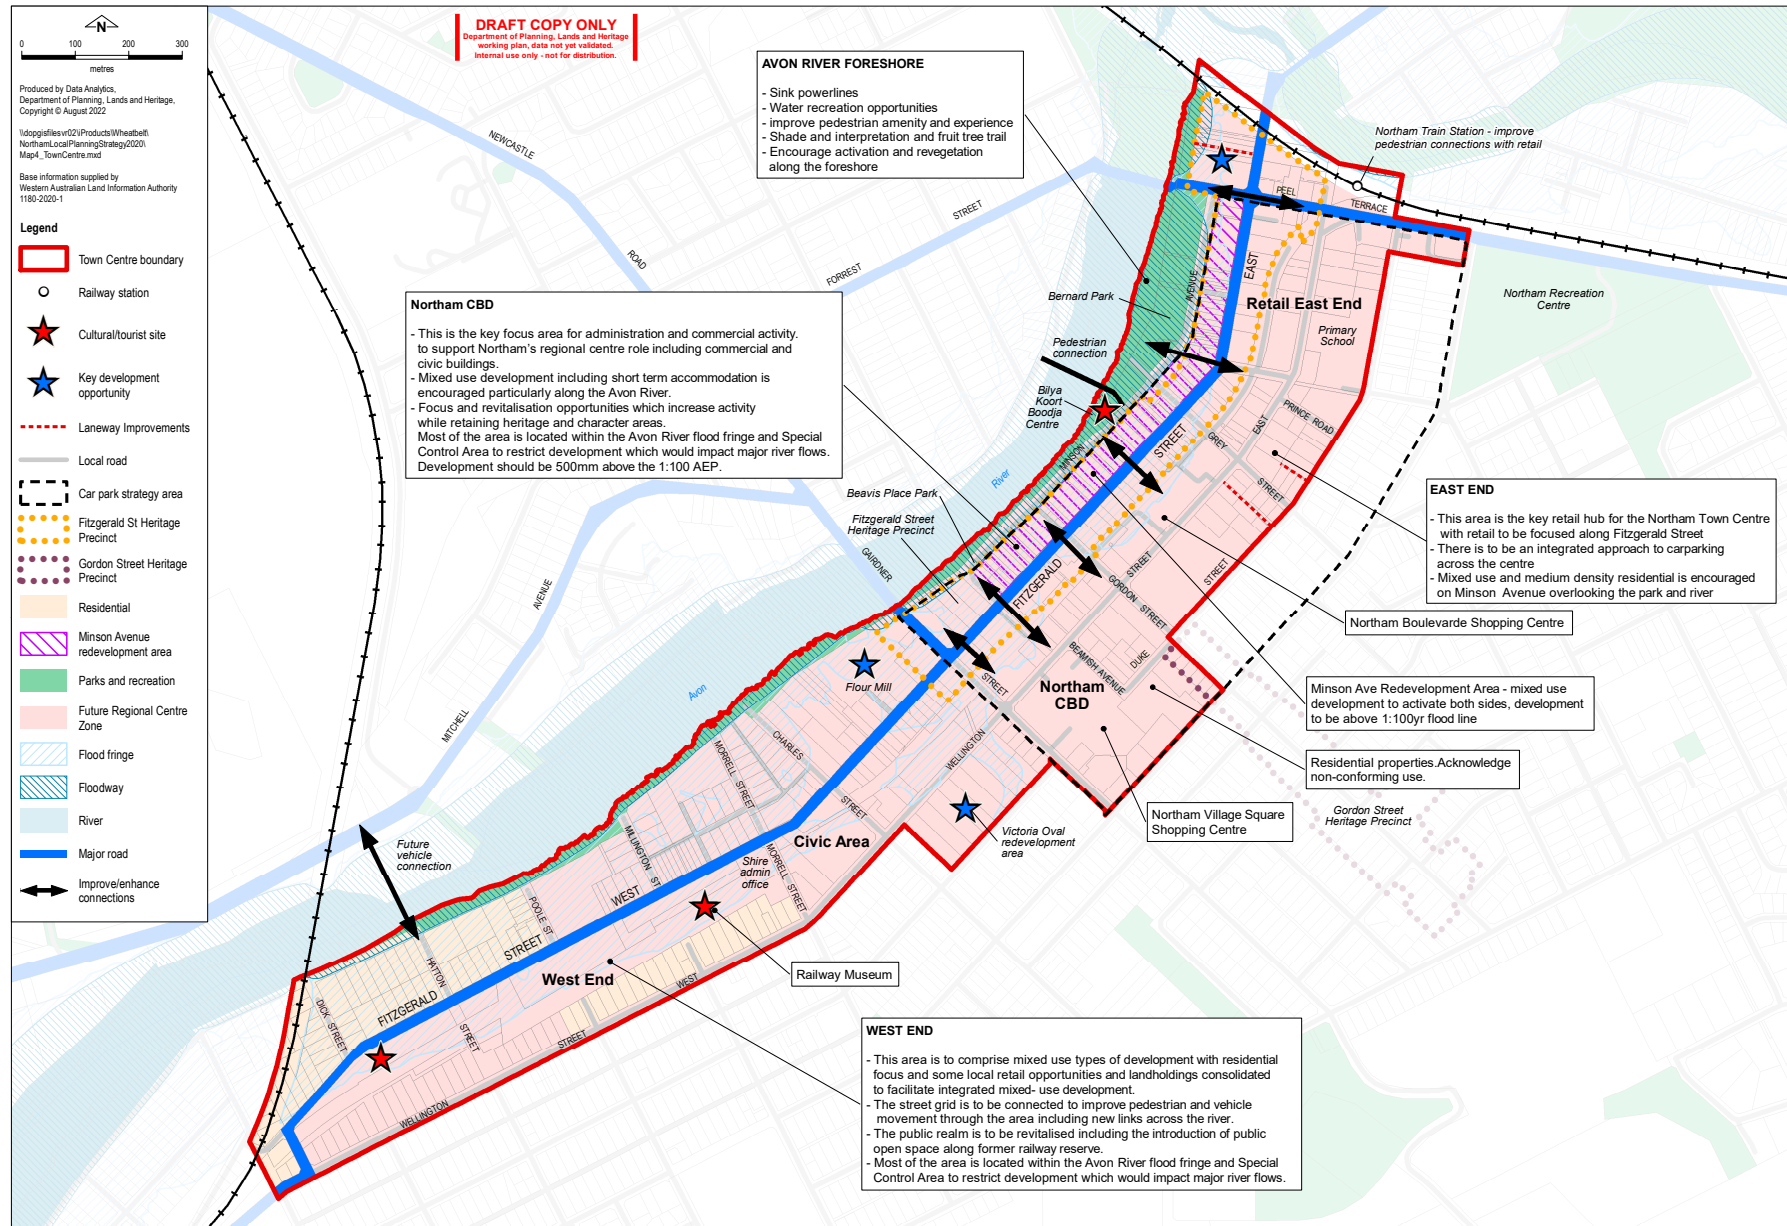 N
0 100 200 300
metres
Produced by Data Analytics,
Department of Planning, Lands and Heritage,
Copyright © August 2022
\\dopgisfilesvr02\iProducts\Wheatbelt\
NorthamLocalPlanningStrategy2020\
Map4_TownCentre.mxd
Base information supplied by
Western Australian Land Information Authority
1180-2020-1
Legend
Town Centre boundary
Railway station
Cultural/tourist site
Key development
opportunity
Laneway Improvements
Local road
Car park strategy area
Fitzgerald St Heritage
Precinct
Gordon Street Heritage
Precinct
Residential
Minson Avenue
redevelopment area
Parks and recreation
Future Regional Centre
Zone
Flood fringe
Floodway
River
Major road
Improve/enhance
connections
DRAFT COPY ONLY
Department of Planning, Lands and Heritage
working plan, data not yet validated.
Internal use only - not for distribution.
AVON RIVER FORESHORE
- Sink powerlines
- Water recreation opportunities
- improve pedestrian amenity and experience
- Shade and interpretation and fruit tree trail
- Encourage activation and revegetation
along the foreshore
Northam Train Station - improve
pedestrian connections with retail
NEWCASTLE
ROAD
FORREST
STREET
PEEL
TERRACE
AVENUE
EAST
Bernard Park
Retail East End
Northam Recreation
Centre
Primary
School
Northam CBD
- This is the key focus area for administration and commercial activity.
to support Northam's regional centre role including commercial and
civic buildings.
- Mixed use development including short term accommodation is
encouraged particularly along the Avon River.
- Focus and revitalisation opportunities which increase activity
while retaining heritage and character areas.
Most of the area is located within the Avon River flood fringe and Special
Control Area to restrict development which would impact major river flows.
Development should be 500mm above the 1:100 AEP.
Pedestrian
connection
Bilya
Koort
Boodja
Centre
MINSON
STREET
GREY
EAST
PRINCE ROAD
STREET
River
Beavis Place Park
Fitzgerald Street
Heritage Precinct
GAIRDNER
FITZGERALD
STREET
GORDON STREET
STREET
BEAMISH AVENUE
DUKE
STREET
Northam
CBD
EAST END
- This area is the key retail hub for the Northam Town Centre
with retail to be focused along Fitzgerald Street
- There is to be an integrated approach to carparking
across the centre
- Mixed use and medium density residential is encouraged
on Minson Avenue overlooking the park and river
Northam Boulevarde Shopping Centre
Minson Ave Redevelopment Area - mixed use
development to activate both sides, development
to be above 1:100yr flood line
Residential properties.Acknowledge
non-conforming use.
Northam Village Square
Shopping Centre
Gordon Street
Heritage Precinct
AVENUE
MITCHELL
Avon
Flour Mill
MORRELL STREET
CHARLES
STREET
WELLINGTON
Victoria Oval
redevelopment
area
Civic Area
Future
vehicle
connection
MILLINGTON ST
Shire
admin
office
MORRELL STREET
POOLE ST
WEST
STREET
FITZGERALD
HATTON
STREET
DICK STREET
West End
Railway Museum
WEST
STREET
WELLINGTON
WEST END
- This area is to comprise mixed use types of development with residential
focus and some local retail opportunities and landholdings consolidated
to facilitate integrated mixed- use development.
- The street grid is to be connected to improve pedestrian and vehicle
movement through the area including new links across the river.
- The public realm is to be revitalised including the introduction of public
open space along former railway reserve.
- Most of the area is located within the Avon River flood fringe and Special
Control Area to restrict development which would impact major river flows.